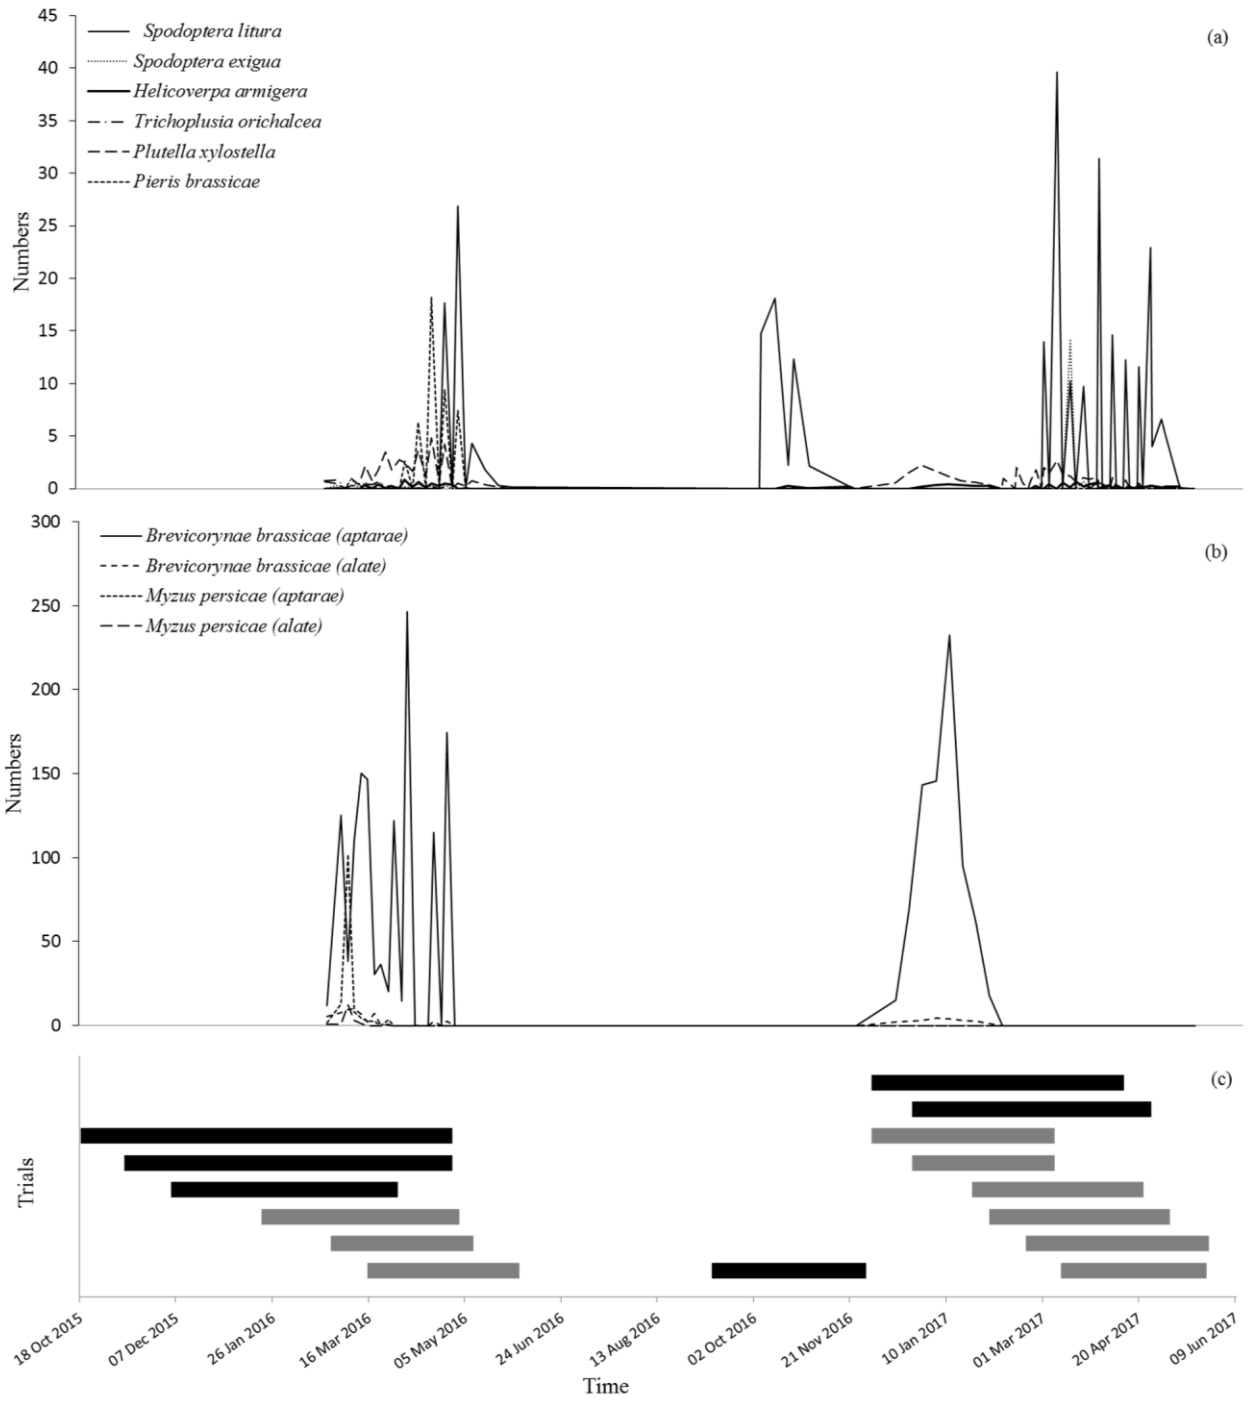 45
40
35
30
25
20
15
10
5
0
Numbers
Spodoptera litura
Spodoptera exigua
Helicoverpa armigera
Trichoplusia orichalcea
Plutella xylostella
Pieris brassicae
(a)
300
250
200
150
100
50
0
Numbers
Brevicorynae brassicae (aptarae)
Brevicorynae brassicae (alate)
Myzus persicae (aptarae)
Myzus persicae (alate)
(b)
(c)
Trials
18 Oct 2015
07 Dec 2015
26 Jan 2016
16 Mar 2016
05 May 2016
24 Jun 2016
13 Aug 2016
02 Oct 2016
21 Nov 2016
10 Jan 2017
01 Mar 2017
20 Apr 2017
09 Jun 2017
Time